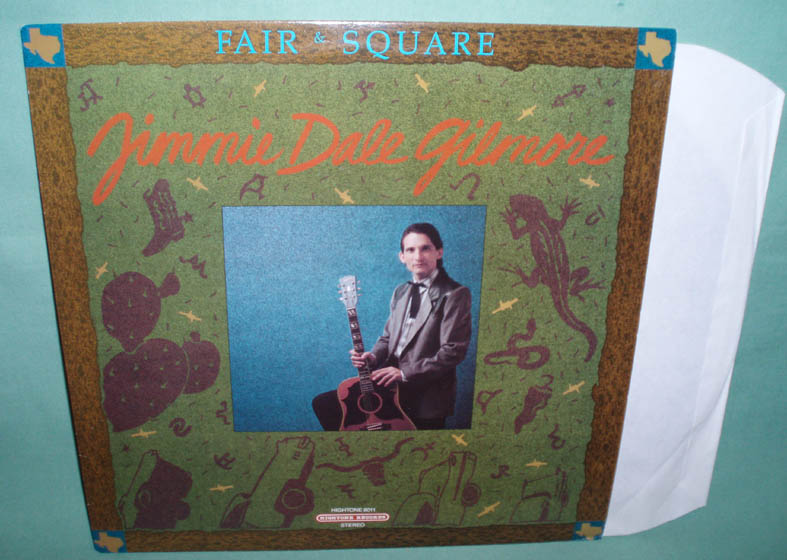 FAIR & SQUARE
Jimmie Dale Gilmore
HIGHTONE 8011
HIGHTONE RECORDS
STEREO